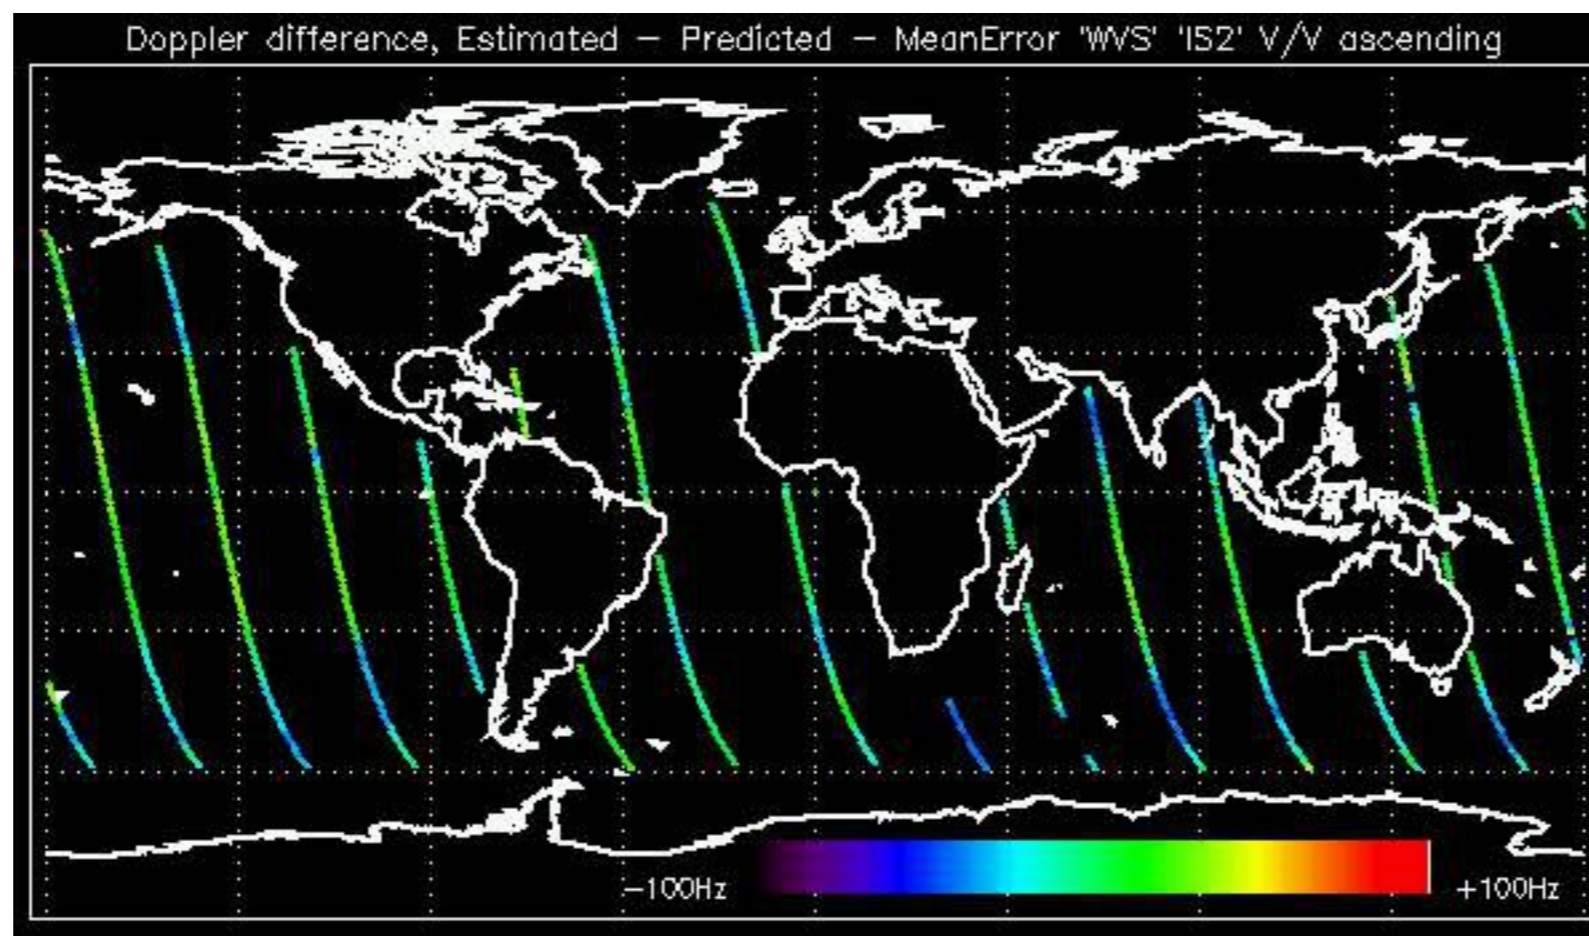 Doppler difference, Estimated – Predicted – MeanError 'WVS' 'IS2' V/V ascending
–100Hz
+100Hz